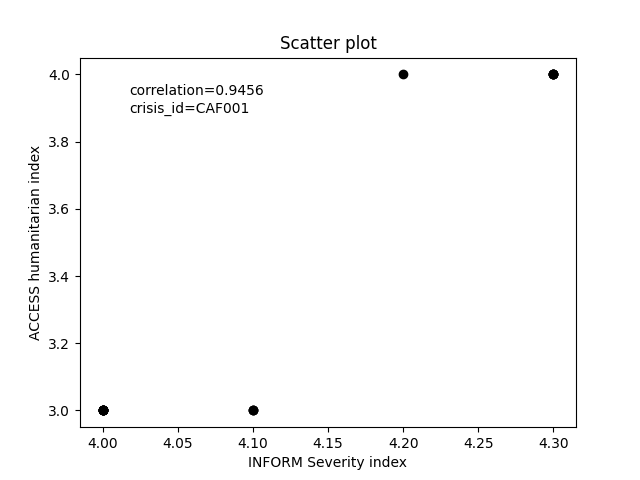 Scatter plot
correlation=0.9456
crisis_id=CAF001
ACCESS humanitarian index
4.0
3.8
3.6
3.4
3.2
3.0
4.00 4.05 4.10 4.15 4.20 4.25 4.30
INFORM Severity index